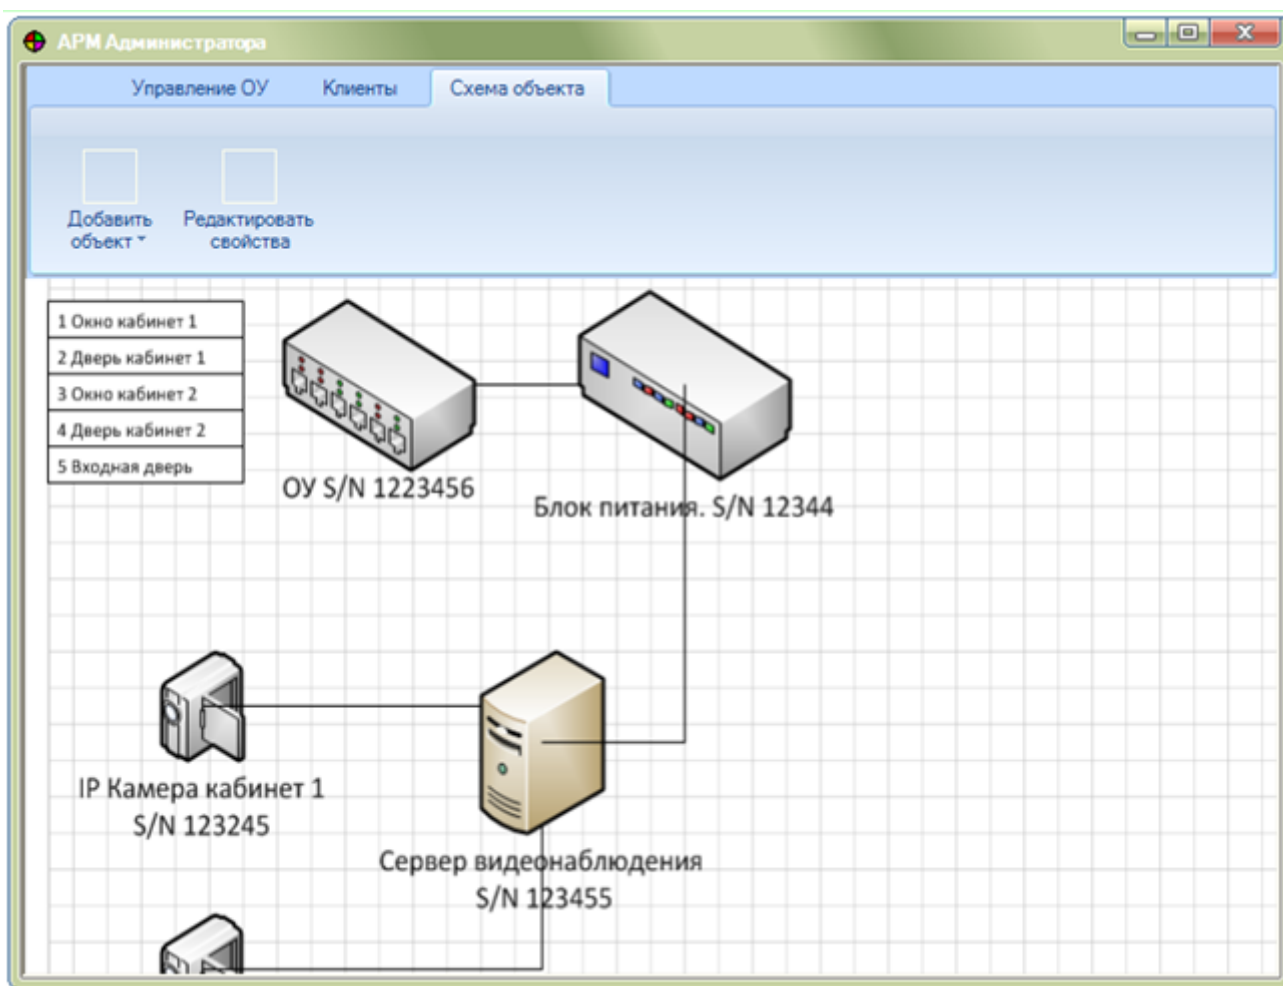 АРМ Администратора
Управление ОУ Клиенты Схема объекта
Добавить объект
Редактировать свойства
1 Окно кабинет 1
2 Дверь кабинет 1
3 Окно кабинет 2
4 Дверь кабинет 2
5 Входная дверь
ОУ S/N 1223456
Блок питания. S/N 12344
IP Камера кабинет 1
S/N 123245
Сервер видеонаблюдения
S/N 123455